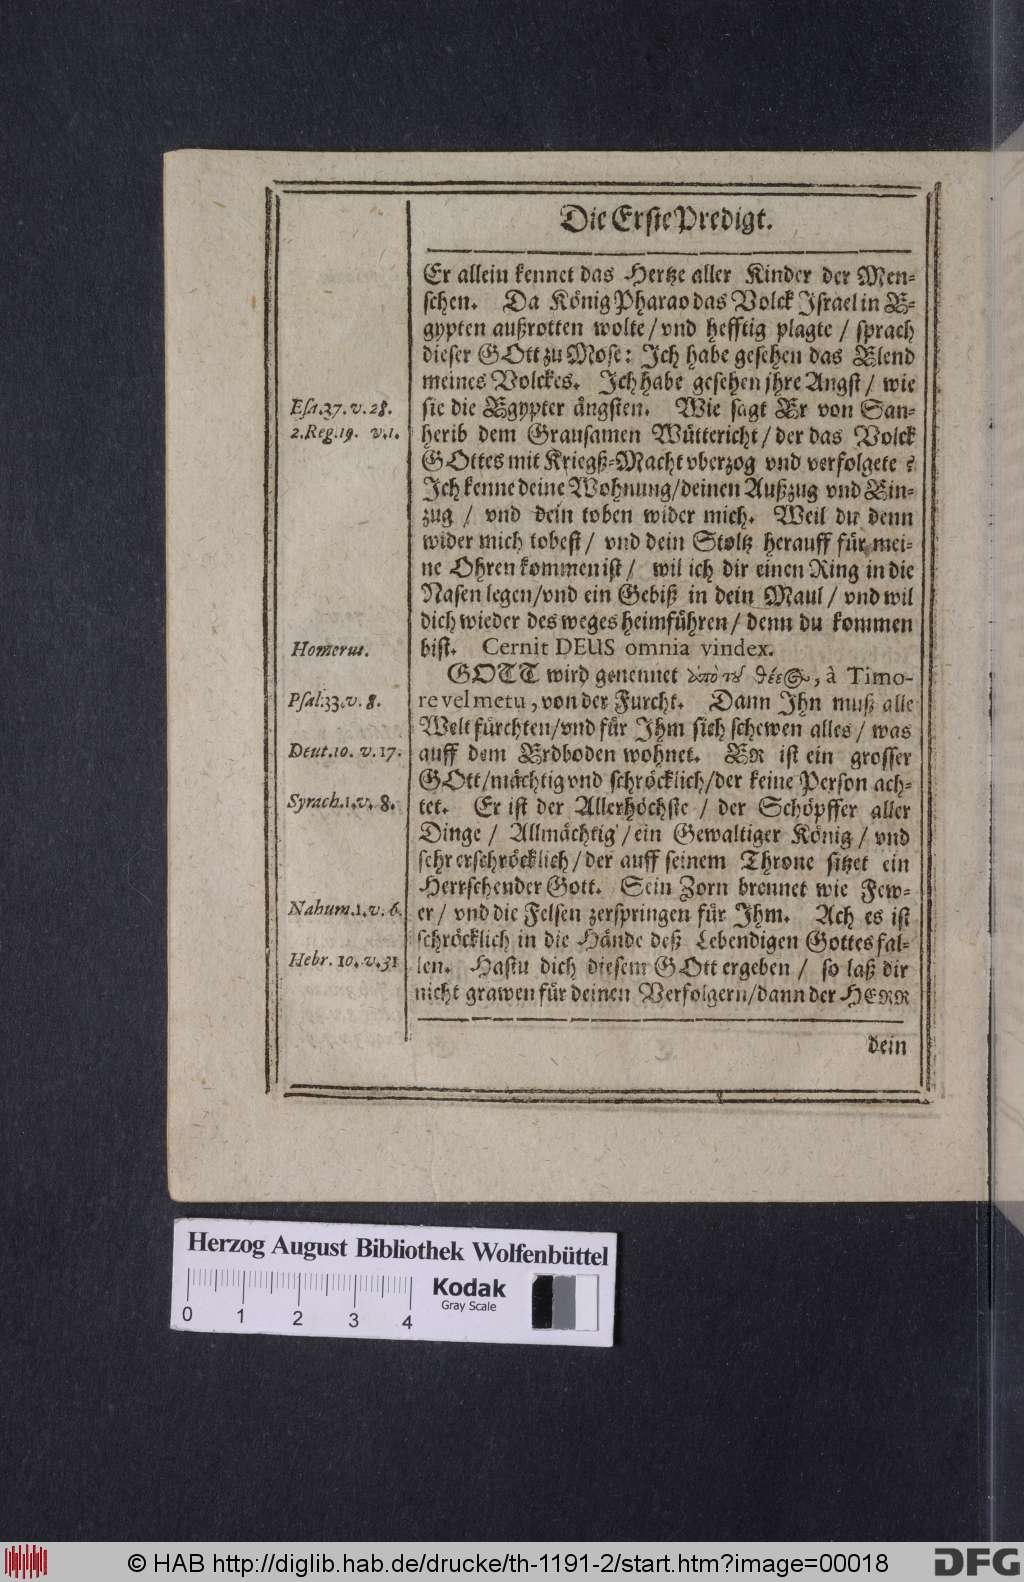 Die Erste Predigt.
Er allein kennet das Hertze aller Kinder der Men-
schen. Da König Pharao das Volck Israel in E-
gypten außrotten wolte/ vnd hefftig plagte / sprach
dieser GOtt zu Mose: Ich habe gesehen das Elend
meines Volckes. Ich habe gesehen jhre Angst/ wie
Esa.37. v. 28.
sie die Egypter ängsten. Wie sagt Er von San-
2. Reg. 19. v. 1.
herib dem Grausamen Wüttericht/ der das Volck
GOttes mit Kriegß-Macht vberzog vnd verfolgete?
Ich kenne deine Wohnung/deinen Außzug vnd Ein-
zug / vnd dein toben wider mich. Weil du denn
wider mich tobest/ vnd dein Stoltz herauff für mei-
ne Ohren kommen ist/ wil ich dir einen Ring in die
Nasen legen/vnd ein Gebiß in dein Maul/ vnd wil
dich wieder des weges heimführen/ denn du kommen
Homerus.
bist. Cernit DEUS omnia vindex.
GOTT wird genennet θέος, à Timo-
Psal.33. v. 8.
re vel metu, von der Furcht. Dann Ihn muß alle
Welt fürchten/vnd für Ihm sich schewen alles/ was
Deut. 10. v. 17.
auff dem Erdboden wohnet. ER ist ein grosser
GOtt/mächtig vnd schröcklich/der keine Person ach-
Syrach. 1. v. 8.
tet. Er ist der Allerhöchste / der Schöpffer aller
Dinge / Allmächtig/ ein Gewaltiger König / vnd
sehr erschröcklich/ der auff seinem Throne sitzet ein
Herrschender Gott. Sein Zorn brennet wie Few-
Nahum. 1. v. 6.
er/ vnd die Felsen zerspringen für Ihm. Ach es ist
schröcklich in die Hände deß Lebendigen Gottes fal-
Hebr. 10. v. 31
len. Hastu dich diesem GOtt ergeben / so laß dir
nicht grawen für deinen Verfolgern/dann der HERR
dein
Herzog August Bibliothek Wolfenbüttel
Kodak
Gray Scale
0 1 2 3 4
© HAB http://diglib.hab.de/drucke/th-1191-2/start.htm?image=00018
DFG